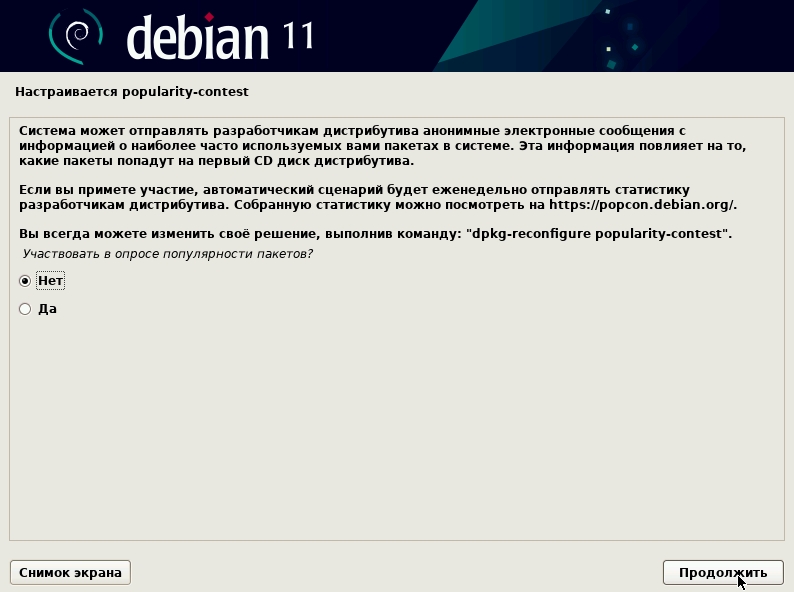 debian 11
Настраивается popularity-contest
Система может отправлять разработчикам дистрибутива анонимные электронные сообщения с
информацией о наиболее часто используемых вами пакетах в системе. Эта информация повлияет на то,
какие пакеты попадут на первый CD диск дистрибутива.
Если вы примете участие, автоматический сценарий будет еженедельно отправлять статистику
разработчикам дистрибутива. Собранную статистику можно посмотреть на https://popcon.debian.org/.
Вы всегда можете изменить своё решение, выполнив команду: "dpkg-reconfigure popularity-contest".
Участвовать в опросе популярности пакетов?
Нет
Да
Снимок экрана
Продолжить